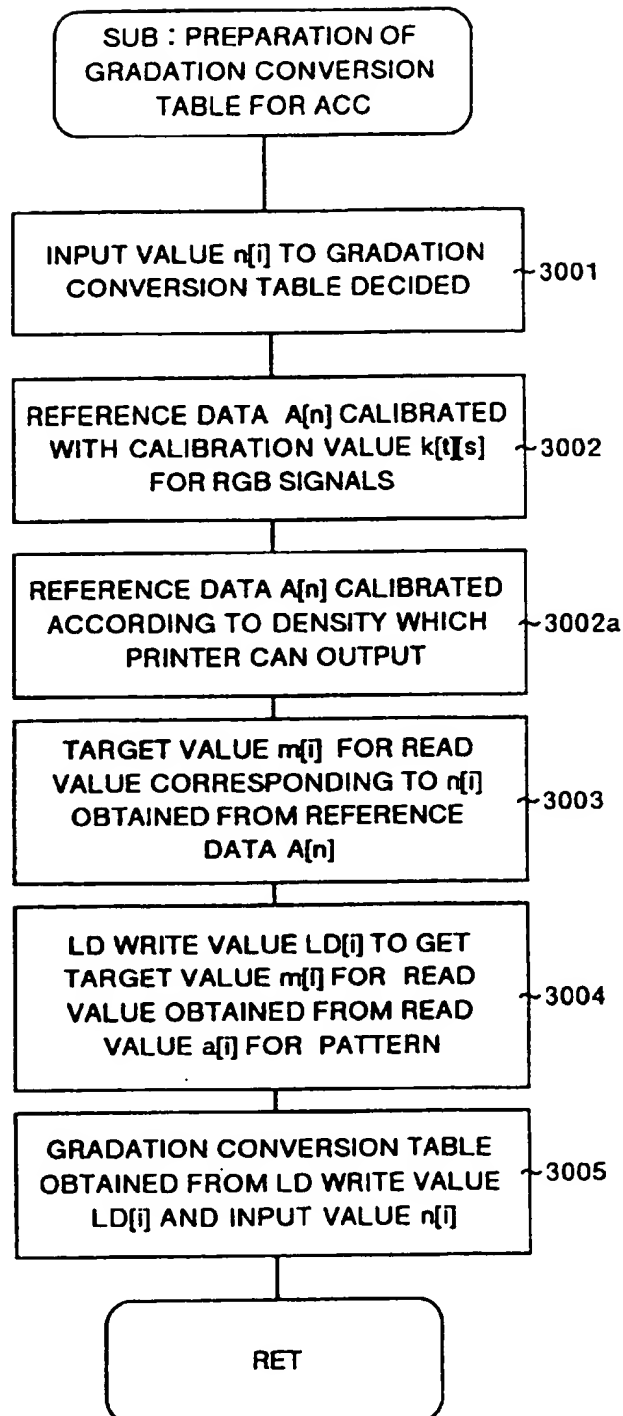 SUB : PREPARATION OF
GRADATION CONVERSION
TABLE FOR ACC
INPUT VALUE n[i] TO GRADATION
CONVERSION TABLE DECIDED
~3001
REFERENCE DATA A[n] CALIBRATED
WITH CALIBRATION VALUE k[t][s]
FOR RGB SIGNALS
~3002
REFERENCE DATA A[n] CALIBRATED
ACCORDING TO DENSITY WHICH
PRINTER CAN OUTPUT
~3002a
TARGET VALUE m[i] FOR READ
VALUE CORRESPONDING TO n[i]
OBTAINED FROM REFERENCE
DATA A[n]
~3003
LD WRITE VALUE LD[i] TO GET
TARGET VALUE m[i] FOR READ
VALUE OBTAINED FROM READ
VALUE a[i] FOR PATTERN
~3004
GRADATION CONVERSION TABLE
OBTAINED FROM LD WRITE VALUE
LD[i] AND INPUT VALUE n[i]
~3005
RET